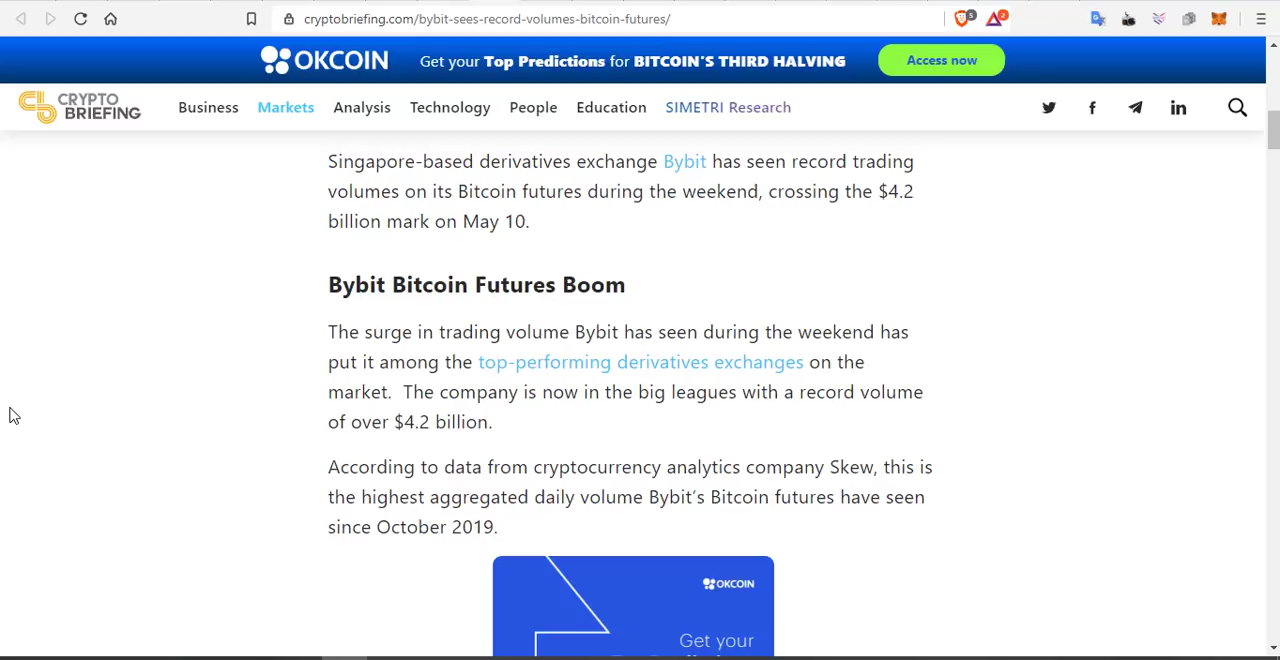 cryptobriefing.com/bybit-sees-record-volumes-bitcoin-futures/
5
2
OKCOIN Get your Top Predictions for BITCOIN'S THIRD HALVING Access now
CRYPTO
BRIEFING
Business Markets Analysis Technology People Education SIMETRI Research
Singapore-based derivatives exchange Bybit has seen record trading
volumes on its Bitcoin futures during the weekend, crossing the $4.2
billion mark on May 10.
Bybit Bitcoin Futures Boom
The surge in trading volume Bybit has seen during the weekend has
put it among the top-performing derivatives exchanges on the
market. The company is now in the big leagues with a record volume
of over $4.2 billion.
According to data from cryptocurrency analytics company Skew, this is
the highest aggregated daily volume Bybit's Bitcoin futures have seen
since October 2019.
OKCOIN
Get your